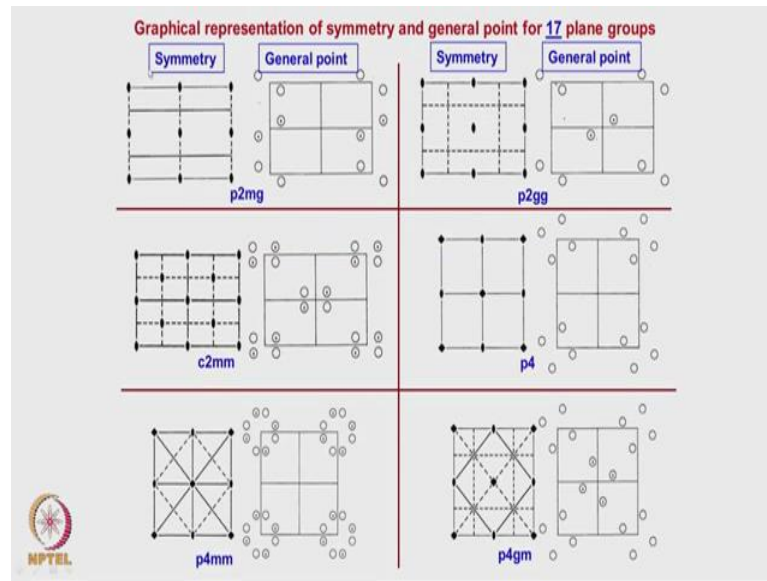 Graphical representation of symmetry and general point for 17 plane groups
Symmetry General point Symmetry General point
p2mg p2gg
c2mm p4
p4mm p4gm
NPTEL